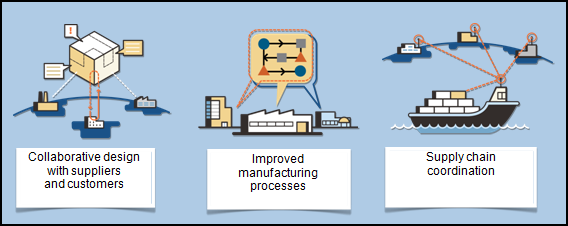 !
Collaborative design
with suppliers
and customers
Improved
manufacturing
processes
Supply chain
coordination